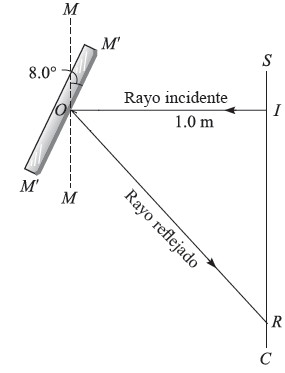 M
M'
8.0°
S
O
Rayo incidente
I
1.0 m
M'
M
Rayo reflejado
R
C